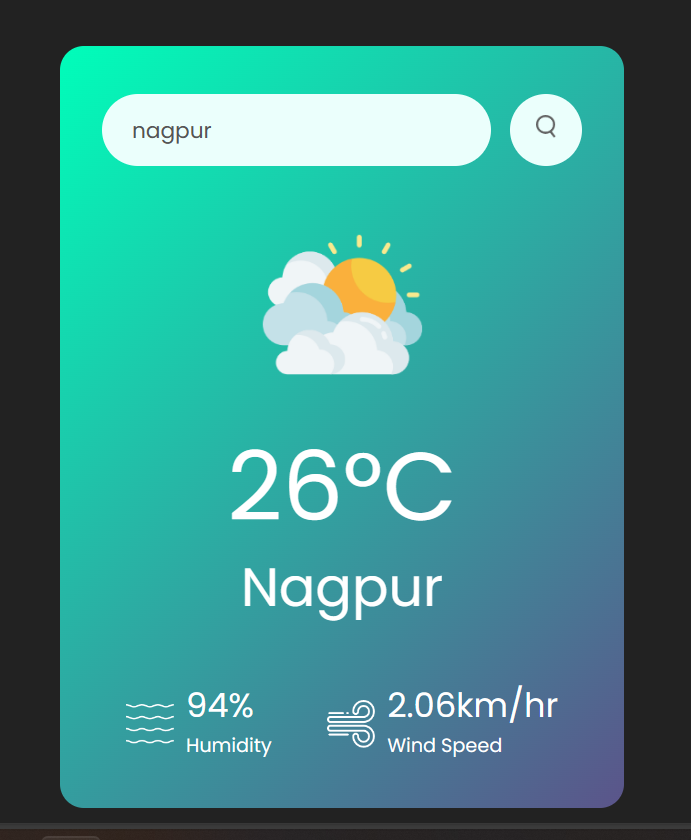 nagpur
26°C
Nagpur
94%
Humidity
2.06km/hr
Wind Speed